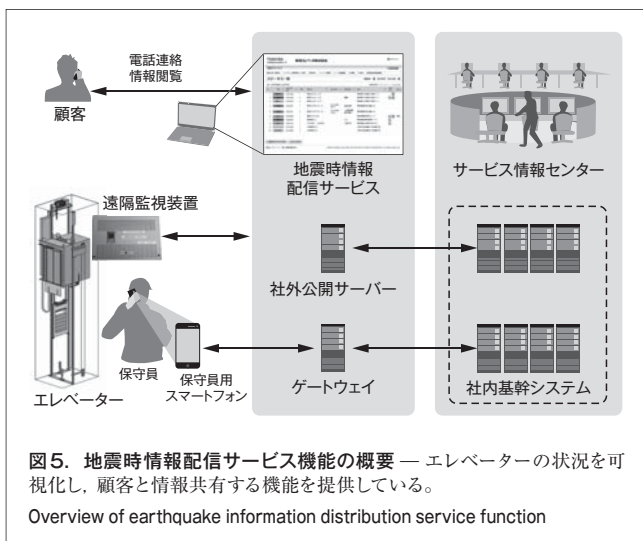 電話連絡
情報閲覧
顧客
地震時情報
配信サービス
サービス情報センター
遠隔監視装置
社外公開サーバー
保守員
保守員用
スマートフォン
エレベーター
ゲートウェイ
社内基幹システム
図5. 地震時情報配信サービス機能の概要 — エレベーターの状況を可
視化し,顧客と情報共有する機能を提供している。
Overview of earthquake information distribution service function